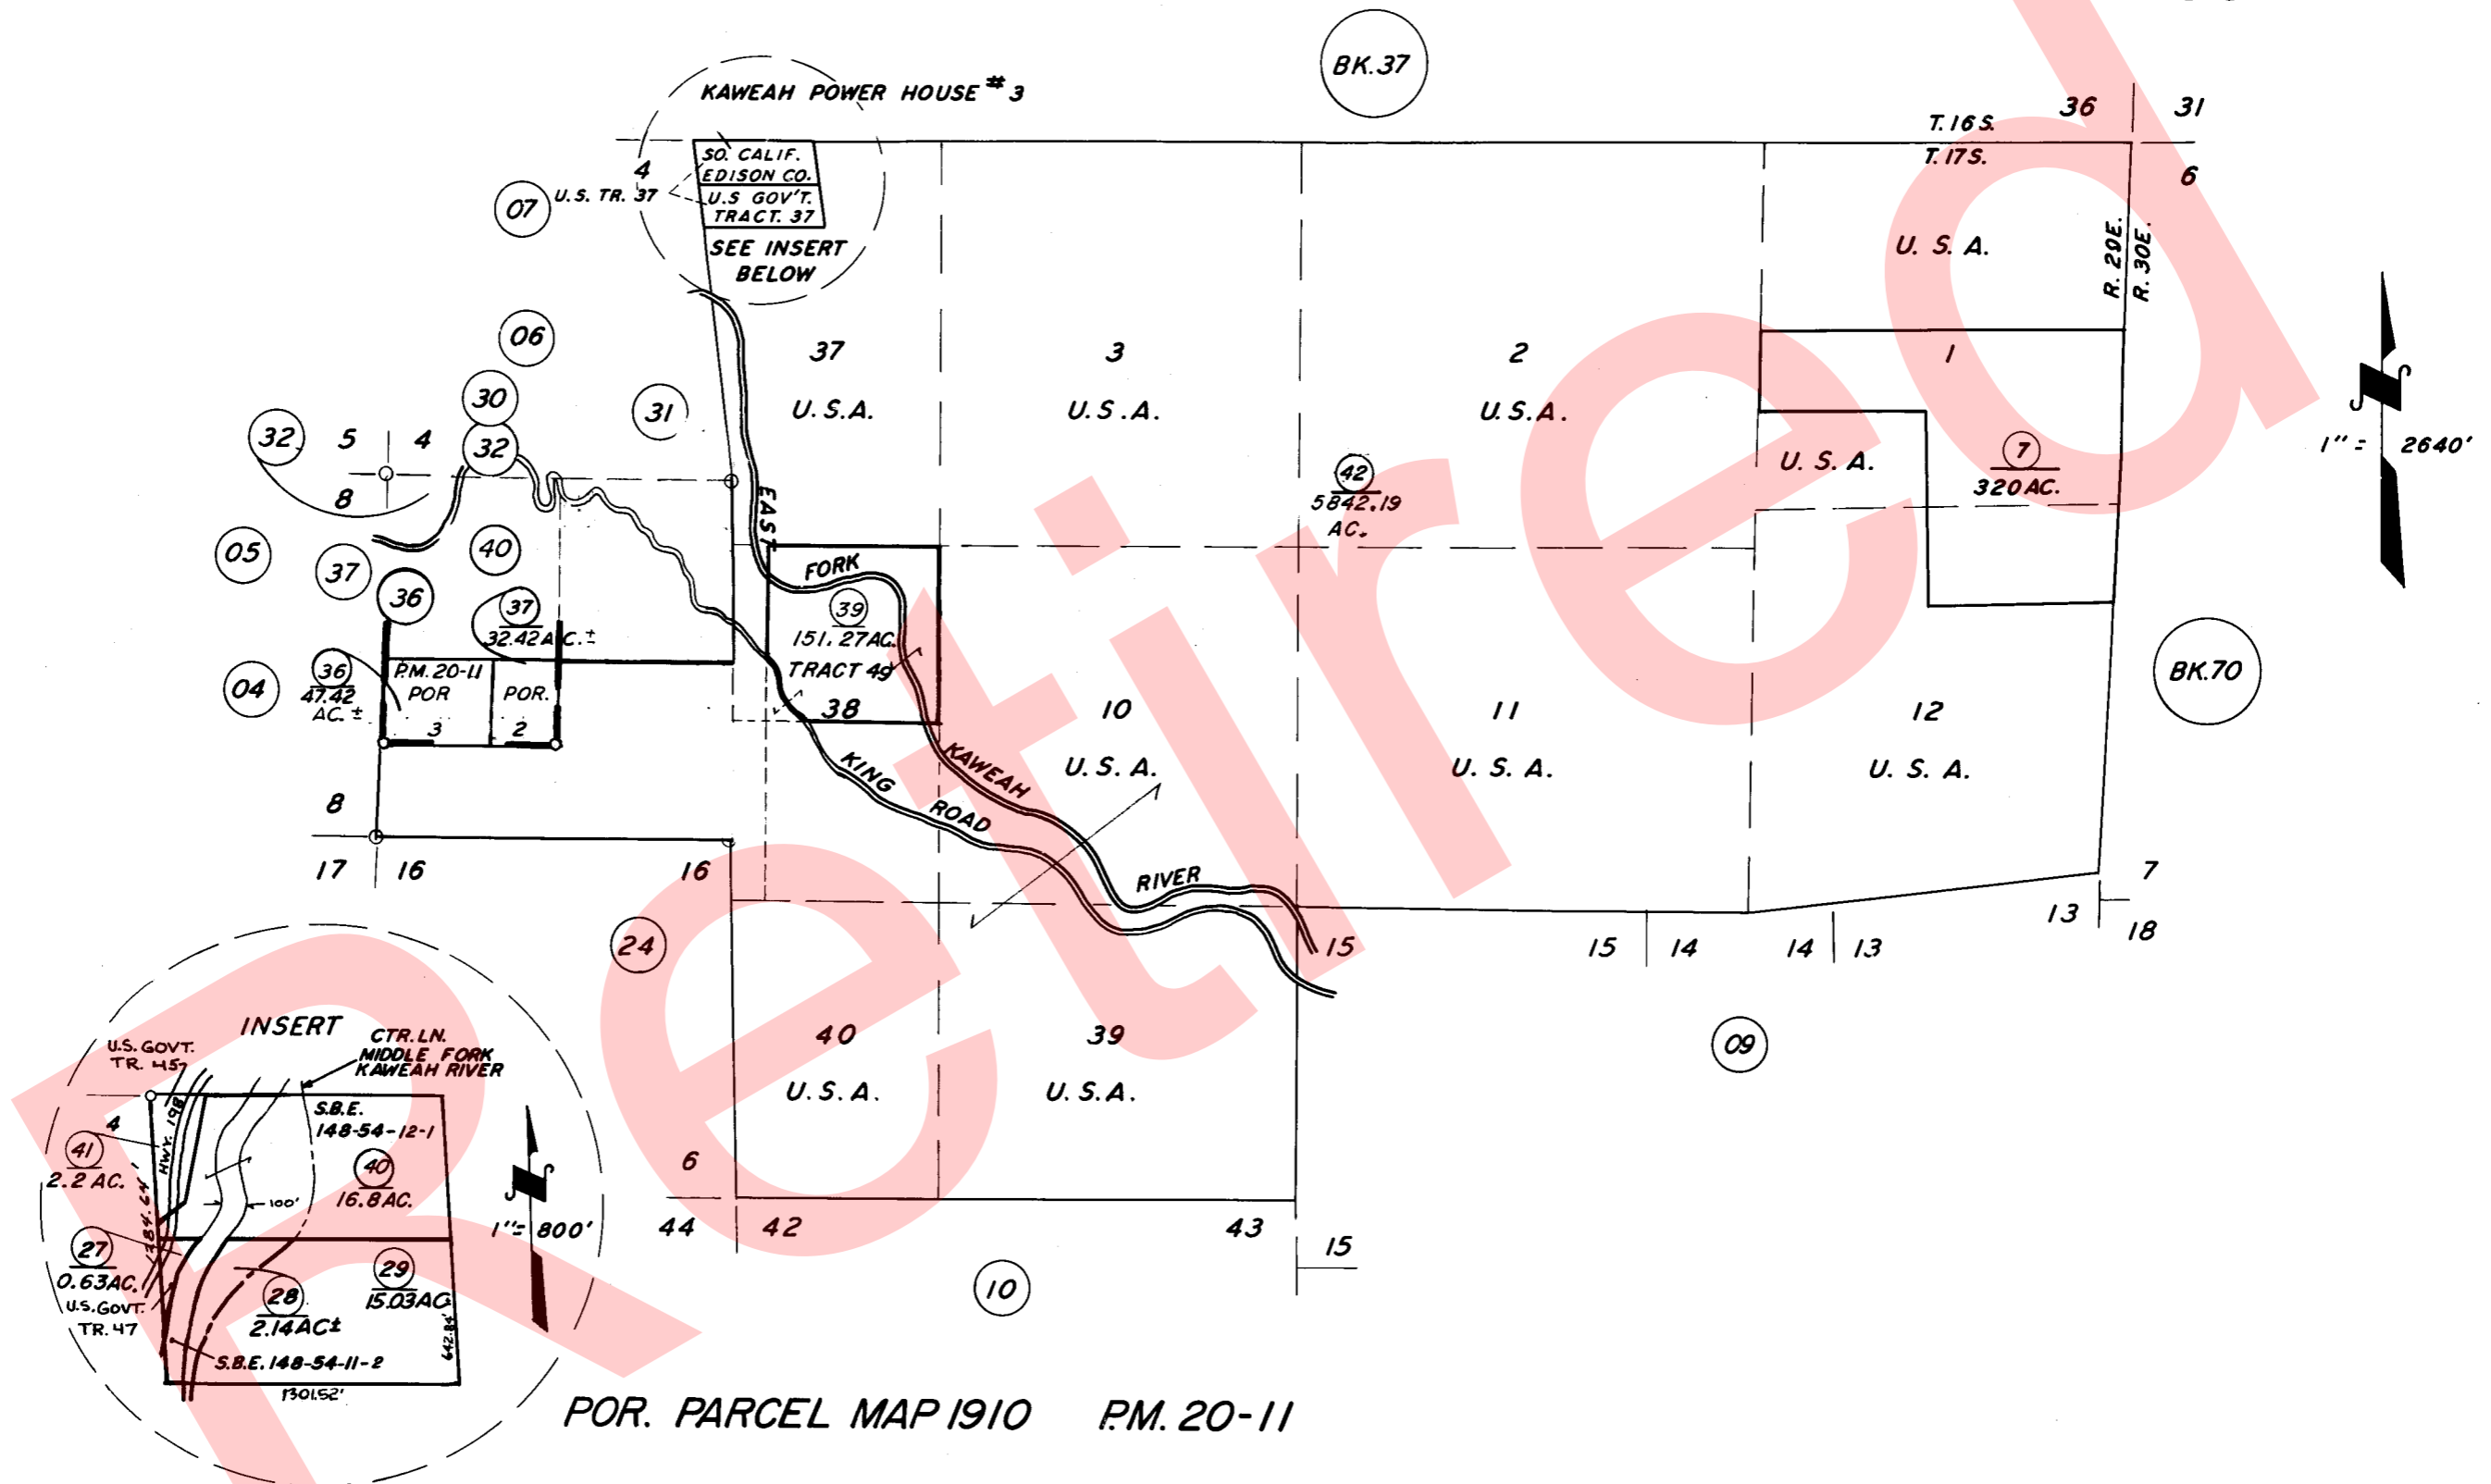 BK.37
KAWEAH POWER HOUSE #3
36
31
T.16S.
T.17S.
6
SO. CALIF.
EDISON CO.
4
U.S. TR. 37
U.S GOV'T.
TRACT. 37
07
SEE INSERT
BELOW
U. S. A.
R. 29E.
R. 30E.
06
37
U.S.A.
3
U.S.A.
2
U.S.A.
1
30
31
32
5
4
32
8
1" = 2640'
42
5842.19
AC.
U. S. A.
7
320 AC.
EAST
FORK
05
37
40
36
37
32.42 AC.±
39
151.27AC.
TRACT 49
38
04
36
47.42
AC. ±
P.M. 20-11
POR
3
POR.
2
10
U.S.A.
11
U. S. A.
12
U. S. A.
BK.70
KING
ROAD
KAWEAH
RIVER
8
17
16
16
7
13
18
15
15
14
14
13
24
40
U.S.A.
39
U.S.A.
09
6
44
42
43
15
10
INSERT
CTR. LN.
MIDDLE FORK
KAWEAH RIVER
U.S. GOVT.
TR. 45
S.B.E.
148-54-12-1
4
HWY. 198
41
2.2 AC.
40
16.8AC.
100'
1384.64'
1"= 800'
27
0.63AC.
U.S. GOVT.
TR. 47
28
2.14AC±
29
15.03AC
642.84'
S.B.E. 148-54-11-2
1301.52'
POR. PARCEL MAP 1910 P.M. 20-11
Retired